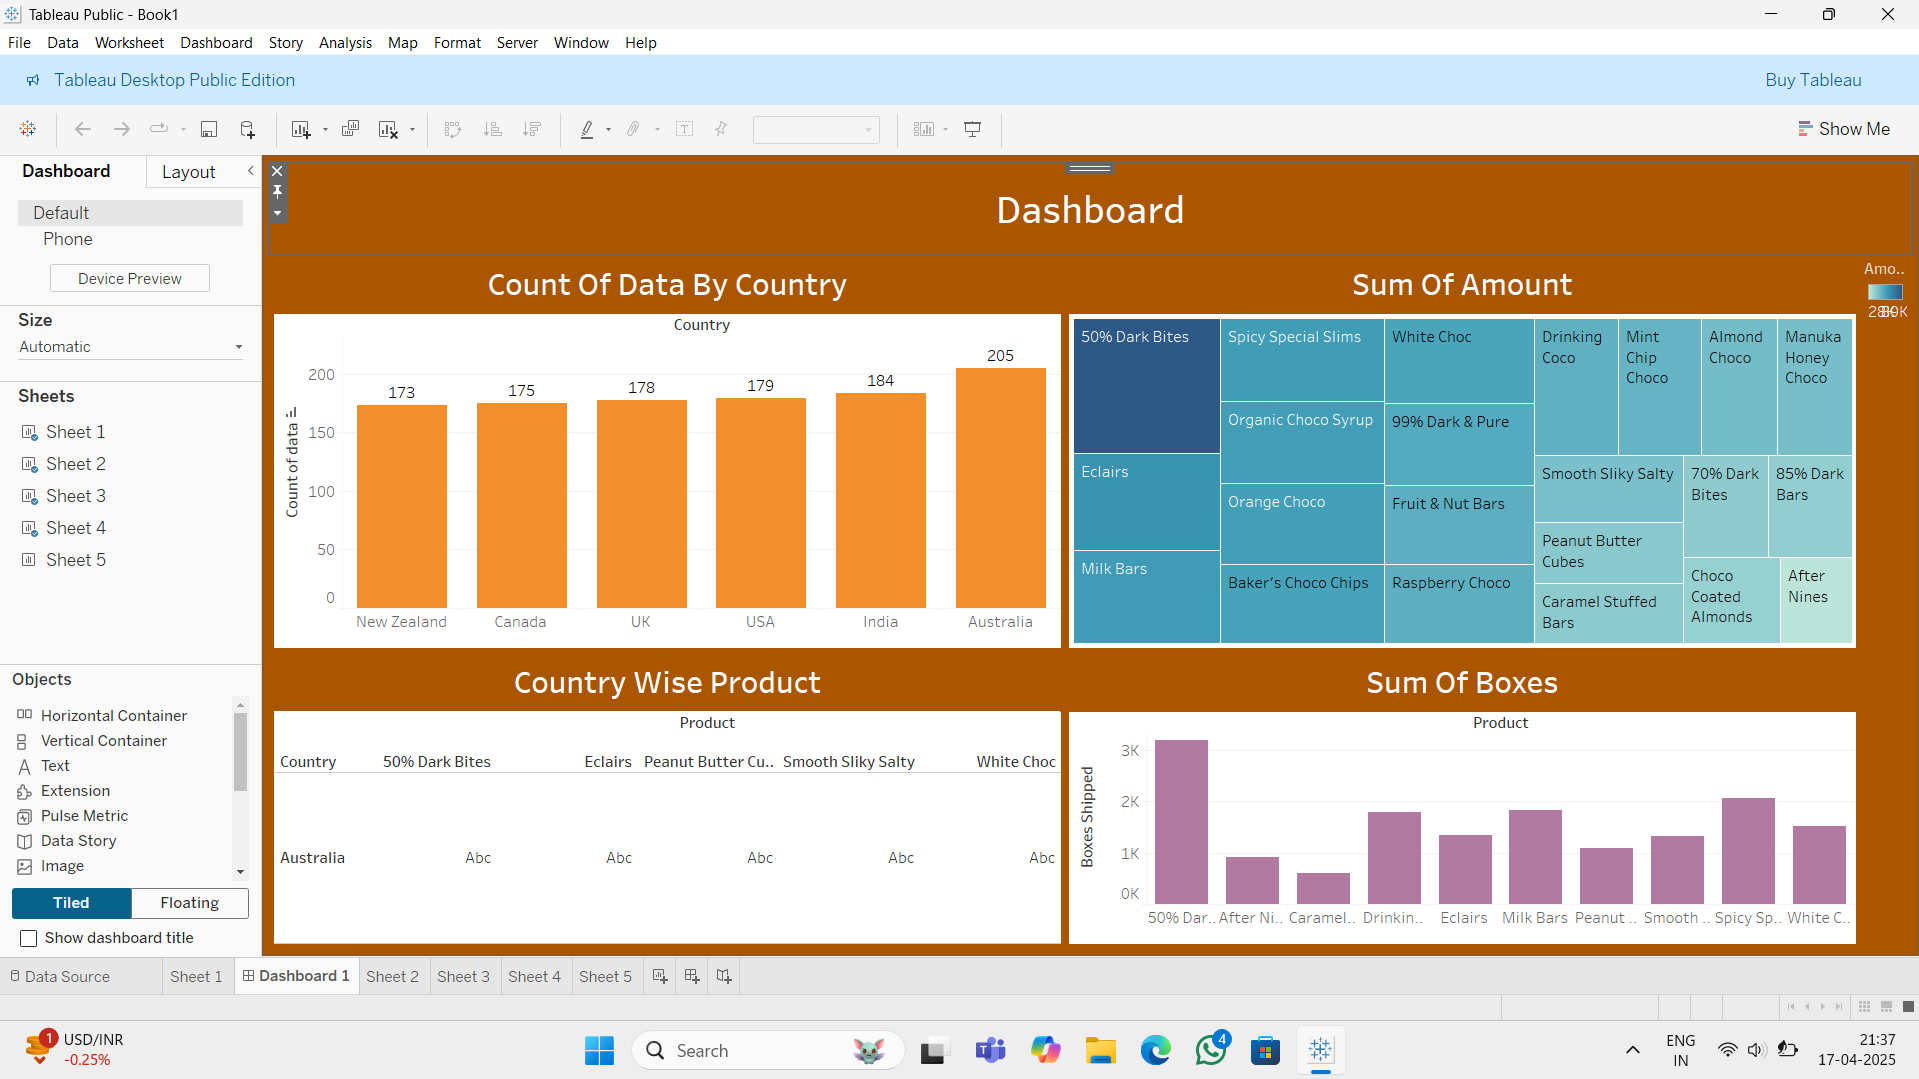 Tableau Public - Book1
File Data Worksheet Dashboard Story Analysis Map Format Server Window Help
Tableau Desktop Public Edition
Buy Tableau
Show Me
Dashboard
Layout
Default
Phone
Device Preview
Size
Automatic
Sheets
Sheet 1
Sheet 2
Sheet 3
Sheet 4
Sheet 5
Objects
Horizontal Container
Vertical Container
Text
Extension
Pulse Metric
Data Story
Image
Tiled
Floating
Show dashboard title
Dashboard
Count Of Data By Country
Country
Count of data
200
150
100
50
0
173
175
178
179
184
205
New Zealand
Canada
UK
USA
India
Australia
Sum Of Amount
50% Dark Bites
Eclairs
Milk Bars
Spicy Special Slims
Organic Choco Syrup
Orange Choco
Baker's Choco Chips
White Choc
99% Dark & Pure
Fruit & Nut Bars
Raspberry Choco
Drinking
Coco
Mint
Chip
Choco
Almond
Choco
Manuka
Honey
Choco
Smooth Sliky Salty
Peanut Butter
Cubes
Caramel Stuffed
Bars
70% Dark
Bites
85% Dark
Bars
Choco
Coated
Almonds
After
Nines
Amo..
Country Wise Product
Product
Country 50% Dark Bites Eclairs Peanut Butter Cu.. Smooth Sliky Salty White Choc
Australia Abc Abc Abc Abc Abc
Sum Of Boxes
Product
Boxes Shipped
3K
2K
1K
0K
50% Dar.. After Ni.. Caramel.. Drinkin.. Eclairs Milk Bars Peanut .. Smooth .. Spicy Sp.. White C..
Data Source
Sheet 1
Dashboard 1
Sheet 2
Sheet 3
Sheet 4
Sheet 5
1
USD/INR
-0.25%
Search
4
ENG
IN
21:37
17-04-2025